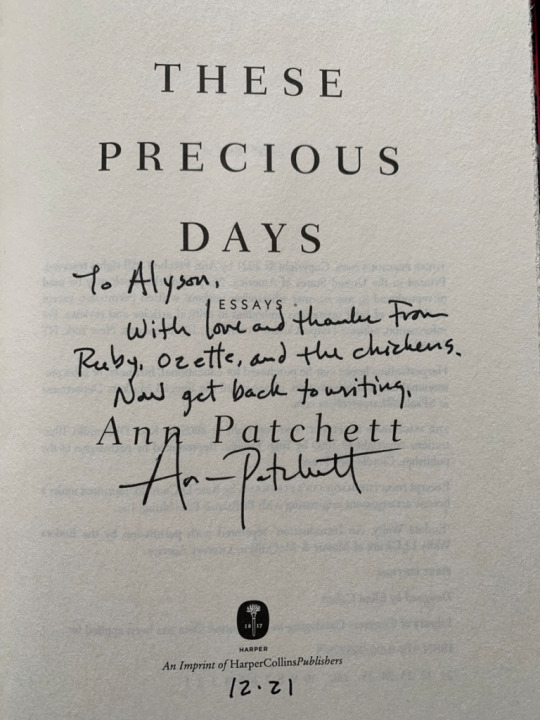 THESE
PRECIOUS
DAYS
To Alyson,
ESSAYS
With love and thanks from
Ruby, Ozette, and the chickens.
Now get back to writing.
Ann Patchett
Ann Patchett
1817
HARPER
An Imprint of HarperCollinsPublishers
12.21